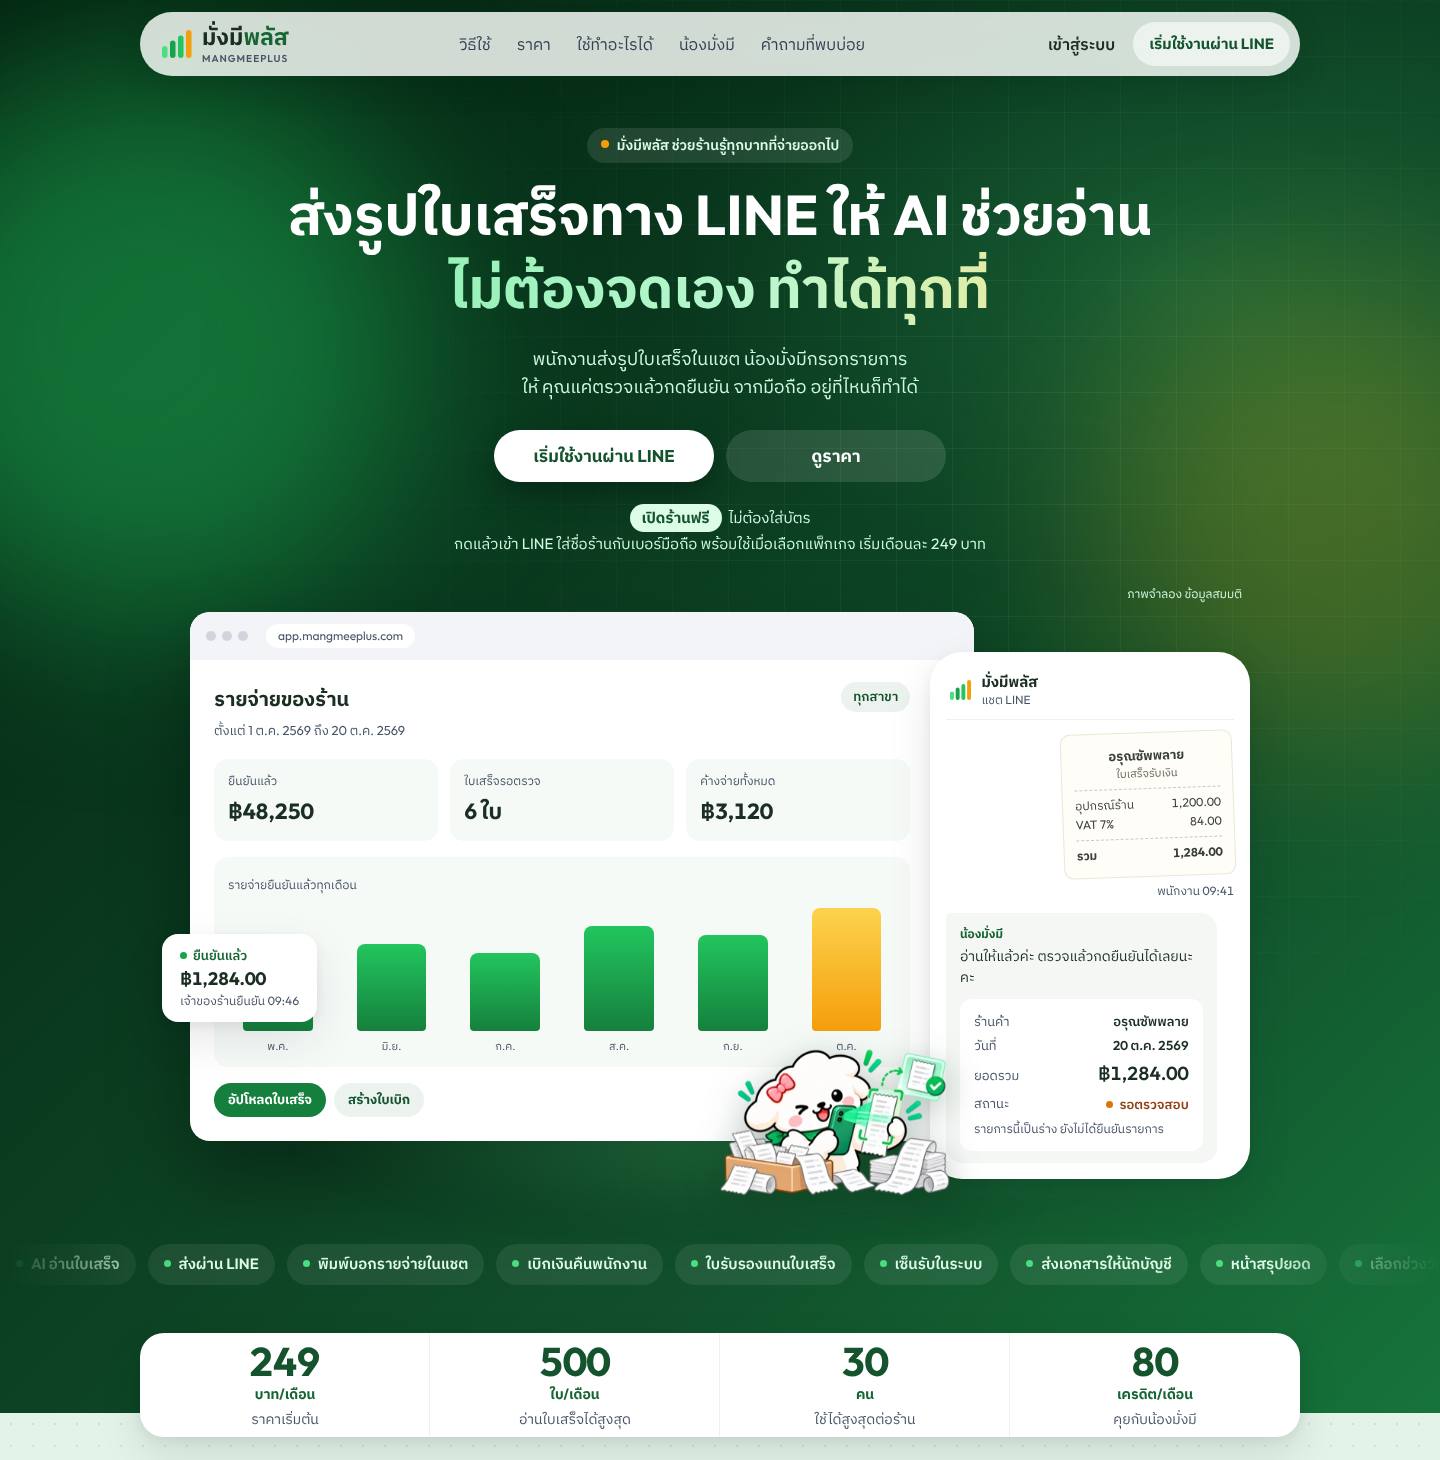 มั่งมีพลัส
MANGMEEPLUS
วิธีใช้ ราคา ใช้ทำอะไรได้ น้องมั่งมี คำถามที่พบบ่อย
เข้าสู่ระบบ
เริ่มใช้งานผ่าน LINE
มั่งมีพลัส ช่วยร้านรู้ทุกบาทที่จ่ายออกไป
ส่งรูปใบเสร็จทาง LINE ให้ AI ช่วยอ่าน
ไม่ต้องจดเอง ทำได้ทุกที่
พนักงานส่งรูปใบเสร็จในแชต น้องมั่งมีกรอกรายการ
ให้ คุณแค่ตรวจแล้วกดยืนยัน จากมือถือ อยู่ที่ไหนก็ทำได้
เริ่มใช้งานผ่าน LINE
ดูราคา
เปิดร้านฟรี ไม่ต้องใส่บัตร
กดแล้วเข้า LINE ใส่ชื่อร้านกับเบอร์มือถือ พร้อมใช้เมื่อเลือกแพ็กเกจ เริ่มเดือนละ 249 บาท
ภาพจำลอง ข้อมูลสมมติ
app.mangmeeplus.com
รายจ่ายของร้าน
ทุกสาขา
ตั้งแต่ 1 ต.ค. 2569 ถึง 20 ต.ค. 2569
ยืนยันแล้ว
฿48,250
ใบเสร็จรอตรวจ
6 ใบ
ค้างจ่ายทั้งหมด
฿3,120
รายจ่ายยืนยันแล้วทุกเดือน
ยืนยันแล้ว
฿1,284.00
เจ้าของร้านยืนยัน 09:46
พ.ค. มิ.ย. ก.ค. ส.ค. ก.ย. ต.ค.
อัปโหลดใบเสร็จ
สร้างใบเบิก
มั่งมีพลัส
แชต LINE
อรุณซัพพลาย
ใบเสร็จรับเงิน
อุปกรณ์ร้าน 1,200.00
VAT 7% 84.00
รวม 1,284.00
พนักงาน 09:41
น้องมั่งมี
อ่านให้แล้วค่ะ ตรวจแล้วกดยืนยันได้เลยนะ
คะ
ร้านค้า อรุณซัพพลาย
วันที่ 20 ต.ค. 2569
ยอดรวม ฿1,284.00
สถานะ รอตรวจสอบ
รายการนี้เป็นร่าง ยังไม่ได้ยืนยันรายการ
AI อ่านใบเสร็จ
ส่งผ่าน LINE
พิมพ์บอกรายจ่ายในแชต
เบิกเงินคืนพนักงาน
ใบรับรองแทนใบเสร็จ
เซ็นรับในระบบ
ส่งเอกสารให้นักบัญชี
หน้าสรุปยอด
249
บาท/เดือน
ราคาเริ่มต้น
500
ใบ/เดือน
อ่านใบเสร็จได้สูงสุด
30
คน
ใช้ได้สูงสุดต่อร้าน
80
เครดิต/เดือน
คุยกับน้องมั่งมี